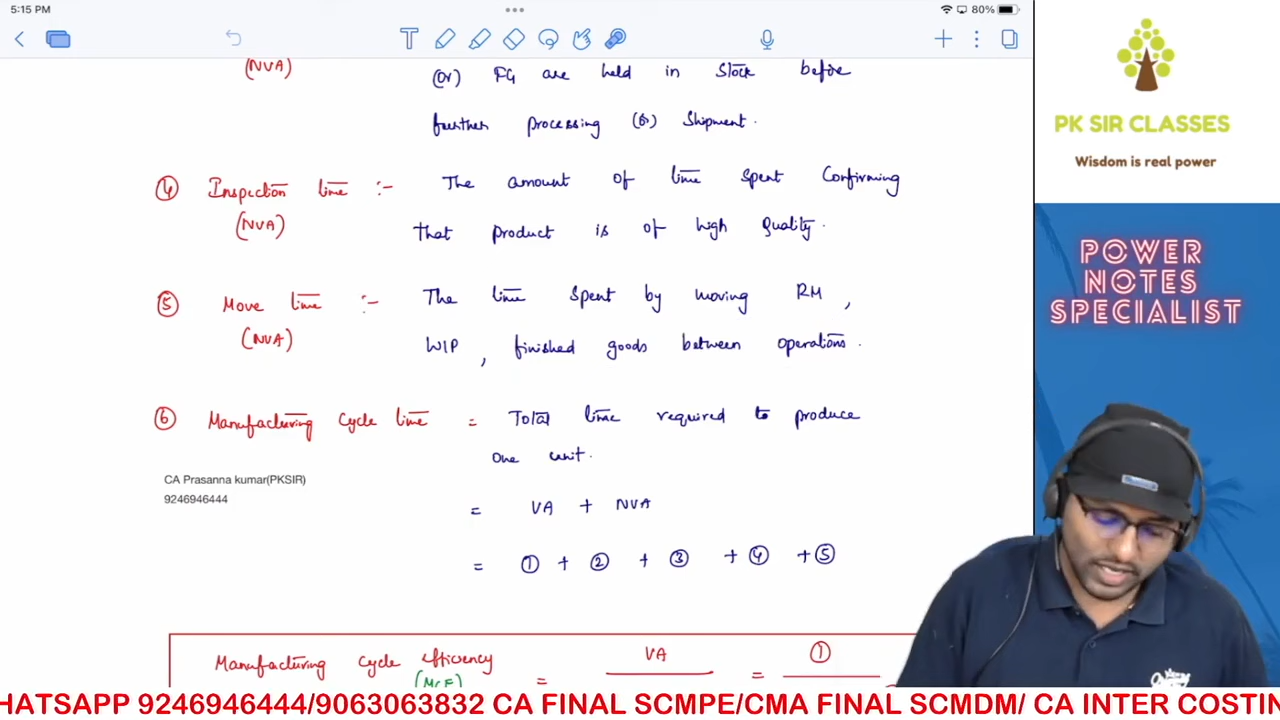 5:15 PM
80%
(NVA)
(Or) FG are held in Stock before
further processing (or) Shipment.
④ Inspection time :- The amount of time Spent Confirming
(NVA)
that product is of high Quality.
⑤ Move time :- The time Spent by moving RM,
(NVA)
WIP, finished goods between operations.
⑥ Manufacturing Cycle time = Total time required to produce
one unit.
CA Prasanna kumar(PKSIR)
9246946444
= VA + NVA
= ① + ② + ③ + ④ + ⑤
Manufacturing cycle efficiency = VA = ①
(MCE)
PK SIR CLASSES
Wisdom is real power
POWER
NOTES
SPECIALIST
HATSAPP 9246946444/9063063832 CA FINAL SCMPE/CMA FINAL SCMDM/ CA INTER COSTIN